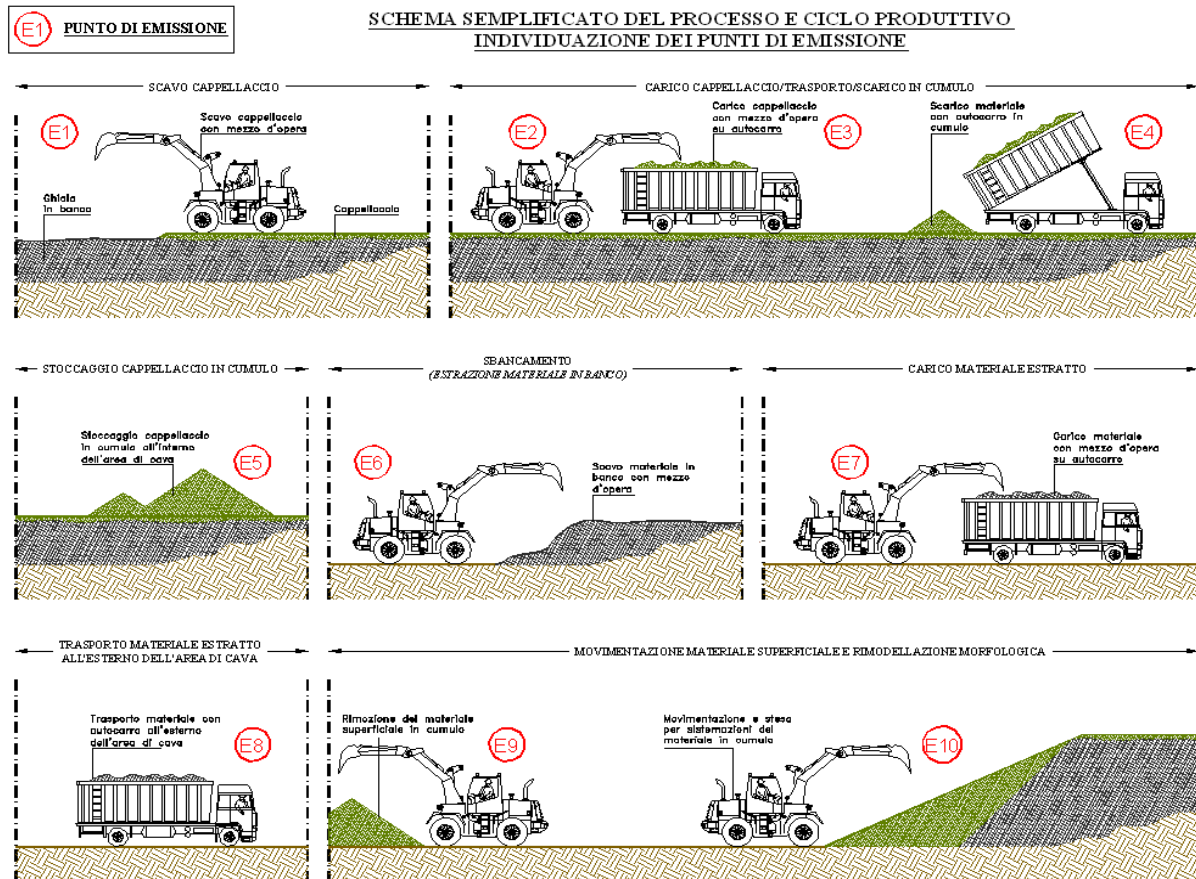 E1 PUNTO DI EMISSIONE
SCHEMA SEMPLIFICATO DEL PROCESSO E CICLO PRODUTTIVO
INDIVIDUAZIONE DEI PUNTI DI EMISSIONE
SCAVO CAPPELLACCIO
CARICO CAPPELLACCIO/TRASPORTO/SCARICO IN CUMULO
E1
Scavo cappellaccio
con mezzo d'opera
Ghiaia
in banco
Cappellaccio
E2
Carico cappellaccio
con mezzo d'opera
su autocarro
E3
Scarico materiale
con autocarro in
cumulo
E4
STOCCAGGIO CAPPELLACCIO IN CUMULO
SBANCAMENTO
(ESTRAZIONE MATERIALE IN BANCO)
CARICO MATERIALE ESTRATTO
Stoccaggio cappellaccio
in cumulo all'interno
dell'area di cava
E5
E6
Scavo materiale in
banco con mezzo
d'opera
E7
Carico materiale
con mezzo d'opera
su autocarro
TRASPORTO MATERIALE ESTRATTO
ALL'ESTERNO DELL'AREA DI CAVA
MOVIMENTAZIONE MATERIALE SUPERFICIALE E RIMODELLAZIONE MORFOLOGICA
Trasporto materiale con
autocarro all'esterno
dell'area di cava
E8
Rimozione del materiale
superficiale in cumulo
E9
Movimentazione e stesa
per sistemazioni del
materiale in cumulo
E10